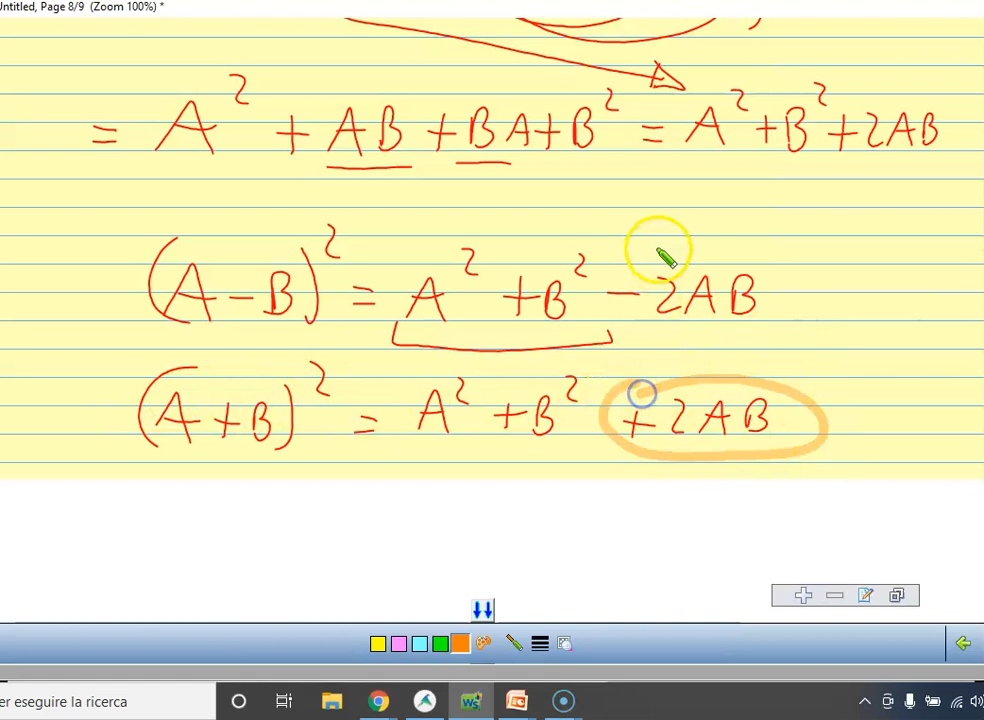 Untitled, Page 8/9 (Zoom 100%) *
= A² + AB + BA + B² = A² + B² + 2AB
(A - B)² = A² + B² - 2AB
(A + B)² = A² + B² + 2AB
er eseguire la ricerca